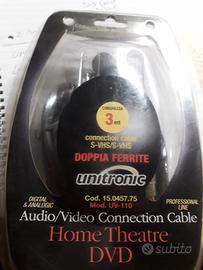 LUNGHEZZA
3 mt
connection cable
S-VHS/S-VHS
DOPPIA FERRITE
unitronic
DIGITAL
& ANALOGIC
PROFESSIONAL
LINE
Cod. 15.0457.75
Mod. UV-110
Audio/Video Connection Cable
Home Theatre
DVD
subito